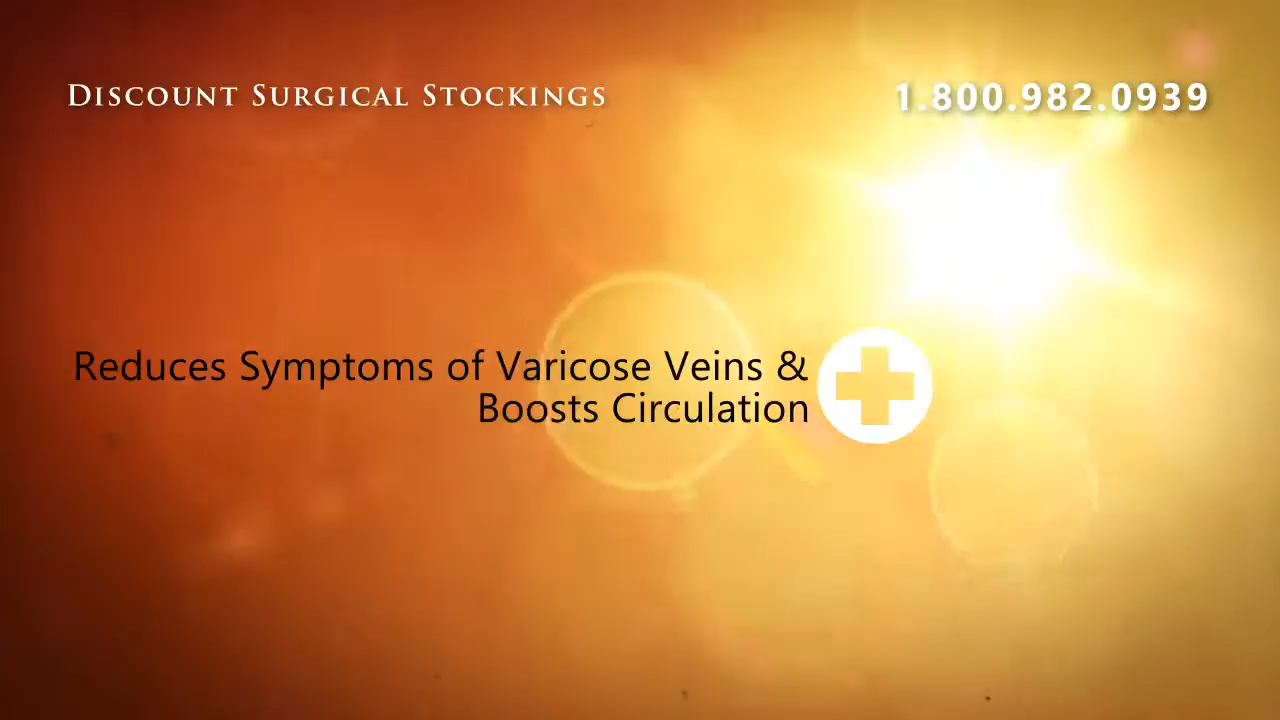 Discount Surgical Stockings
1.800.982.0939
Reduces Symptoms of Varicose Veins &
Boosts Circulation